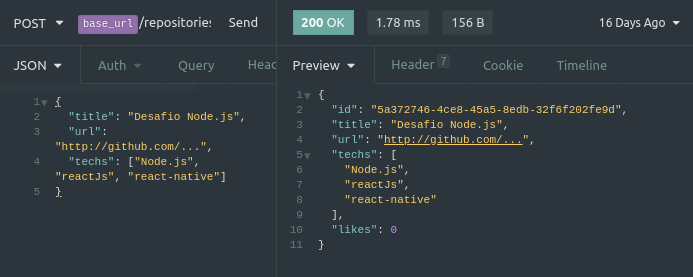 POST base_url/repositories Send
200 OK 1.78 ms 156 B 16 Days Ago
JSON Auth Query Head
Preview Header 7 Cookie Timeline
1 {
2 "title": "Desafio Node.js",
3 "url":
"http://github.com/...",
4 "techs": ["Node.js",
"reactJs", "react-native"]
5 }
1 {
2 "id": "5a372746-4ce8-45a5-8edb-32f6f202fe9d",
3 "title": "Desafio Node.js",
4 "url": "http://github.com/...",
5 "techs": [
6 "Node.js",
7 "reactJs",
8 "react-native"
9 ],
10 "likes": 0
11 }